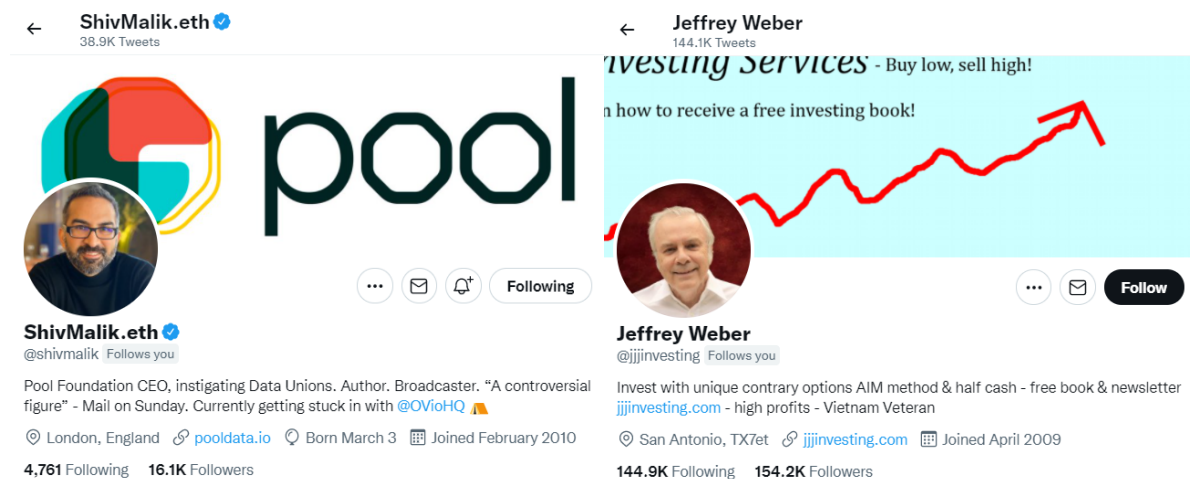 ShivMalik.eth
38.9K Tweets
pool
Following
ShivMalik.eth
@shivmalik Follows you
Pool Foundation CEO, instigating Data Unions. Author. Broadcaster. “A controversial
figure” - Mail on Sunday. Currently getting stuck in with @OVioHQ
London, England pooldata.io Born March 3 Joined February 2010
4,761 Following 16.1K Followers
Jeffrey Weber
144.1K Tweets
Services - Buy low, sell high!
how to receive a free investing book!
Follow
Jeffrey Weber
@jjjinvesting Follows you
Invest with unique contrary options AIM method & half cash - free book & newsletter
jjjinvesting.com - high profits - Vietnam Veteran
San Antonio, TX7et jjjinvesting.com Joined April 2009
144.9K Following 154.2K Followers